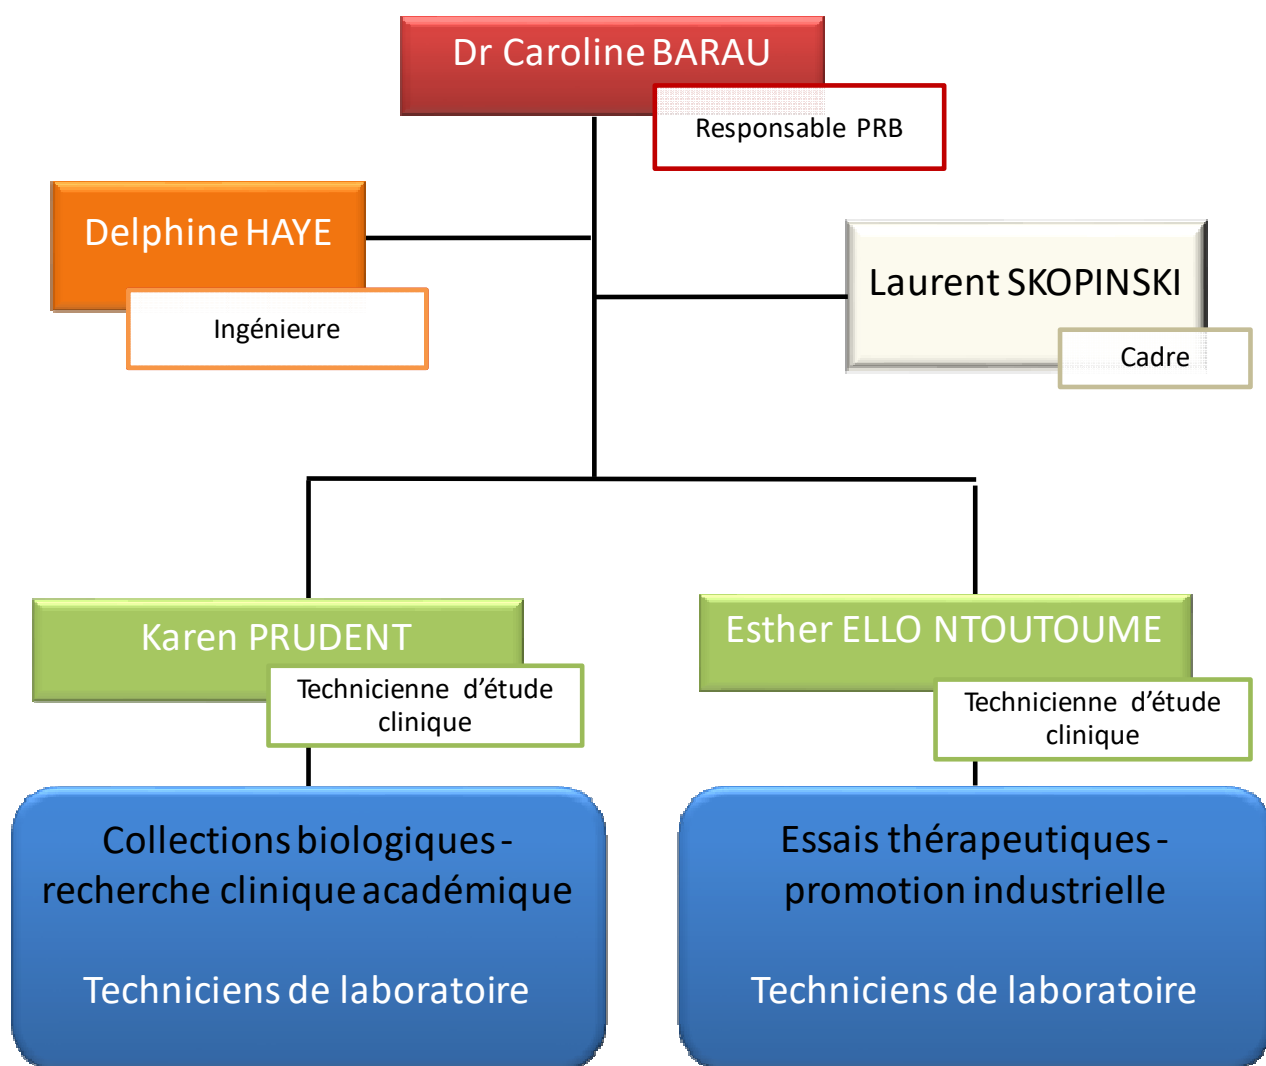 Dr Caroline BARAU
Responsable PRB
Delphine HAYE
Ingénieure
Laurent SKOPINSKI
Cadre
Karen PRUDENT
Technicienne d’étude
clinique
Esther ELLO NTOUTOUME
Technicienne d’étude
clinique
Collections biologiques -
recherche clinique académique
Techniciens de laboratoire
Essais thérapeutiques -
promotion industrielle
Techniciens de laboratoire